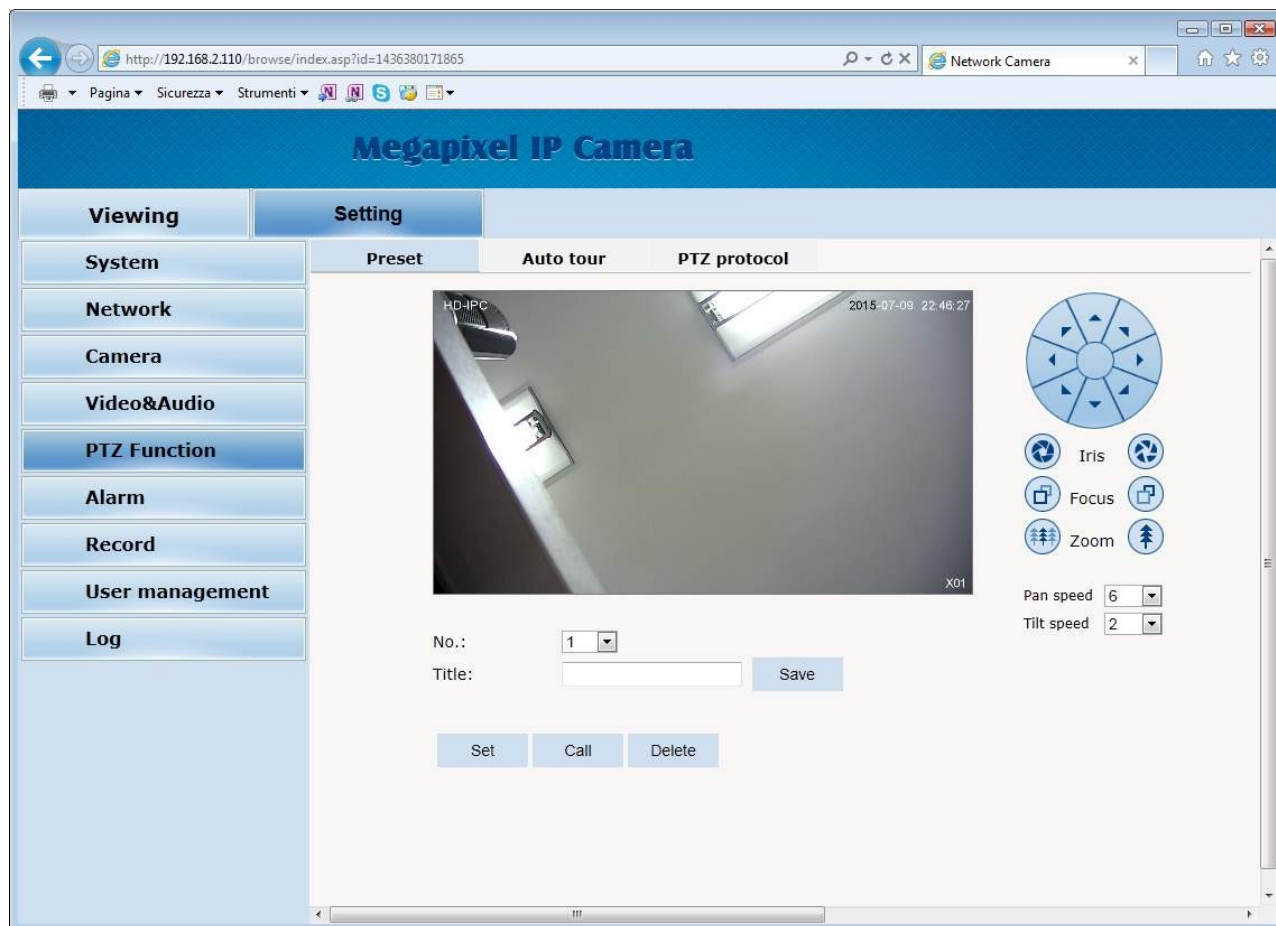 http://192.168.2.110/browse/index.asp?id=1436380171865
Network Camera
Pagina Sicurezza Strumenti
Megapixel IP Camera
Viewing Setting
System
Network
Camera
Video&Audio
PTZ Function
Alarm
Record
User management
Log
Preset Auto tour PTZ protocol
HD-IPC 2015-07-09 22:46:27
X01
Iris
Focus
Zoom
Pan speed 6
Tilt speed 2
No.: 1
Title: Save
Set Call Delete